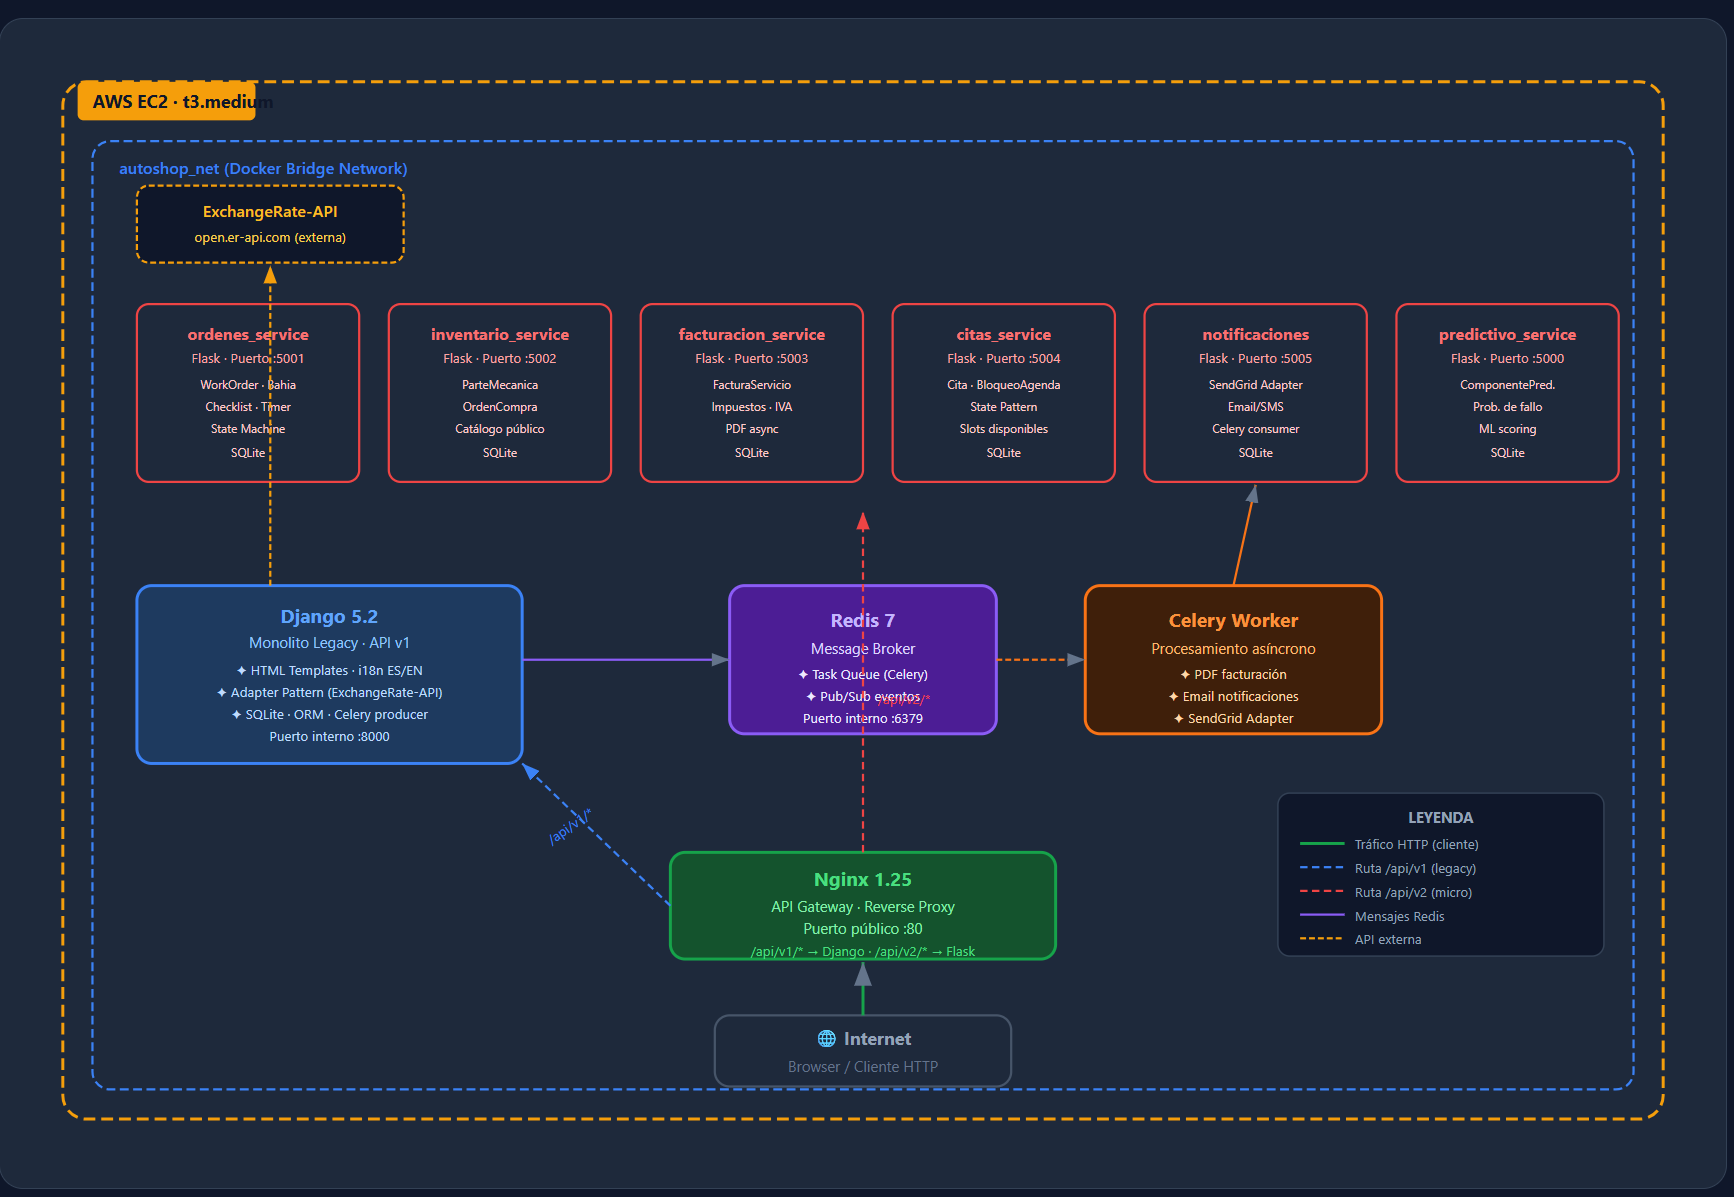 AWS EC2 · t3.medium
autoshop_net (Docker Bridge Network)
ExchangeRate-API
open.er-api.com (externa)
ordenes_service
Flask · Puerto :5001
WorkOrder · Bahia
Checklist · Timer
State Machine
SQLite
inventario_service
Flask · Puerto :5002
ParteMecanica
OrdenCompra
Catálogo público
SQLite
facturacion_service
Flask · Puerto :5003
FacturaServicio
Impuestos · IVA
PDF async
SQLite
citas_service
Flask · Puerto :5004
Cita · BloqueoAgenda
State Pattern
Slots disponibles
SQLite
notificaciones
Flask · Puerto :5005
SendGrid Adapter
Email/SMS
Celery consumer
SQLite
predictivo_service
Flask · Puerto :5000
ComponentePred.
Prob. de fallo
ML scoring
SQLite
Django 5.2
Monolito Legacy · API v1
✦ HTML Templates · i18n ES/EN
✦ Adapter Pattern (ExchangeRate-API)
✦ SQLite · ORM · Celery producer
Puerto interno :8000
Redis 7
Message Broker
✦ Task Queue (Celery)
✦ Pub/Sub eventos
/api/v2/*
Puerto interno :6379
Celery Worker
Procesamiento asíncrono
✦ PDF facturación
✦ Email notificaciones
✦ SendGrid Adapter
/api/v1/*
Nginx 1.25
API Gateway · Reverse Proxy
Puerto público :80
/api/v1/* → Django · /api/v2/* → Flask
LEYENDA
Tráfico HTTP (cliente)
Ruta /api/v1 (legacy)
Ruta /api/v2 (micro)
Mensajes Redis
API externa
🌐 Internet
Browser / Cliente HTTP